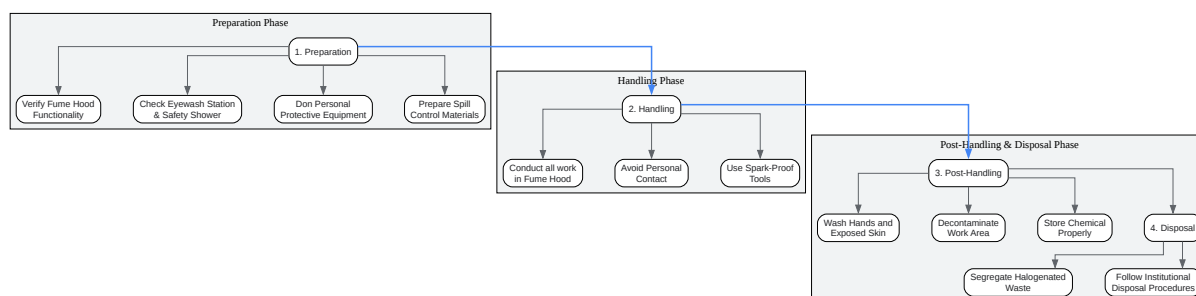 Preparation Phase
1. Preparation
Verify Fume Hood
Functionality
Check Eyewash Station
& Safety Shower
Don Personal
Protective Equipment
Prepare Spill
Control Materials
Handling Phase
2. Handling
Conduct all work
in Fume Hood
Avoid Personal
Contact
Use Spark-Proof
Tools
Post-Handling & Disposal Phase
3. Post-Handling
Wash Hands and
Exposed Skin
Decontaminate
Work Area
Store Chemical
Properly
4. Disposal
Segregate Halogenated
Waste
Follow Institutional
Disposal Procedures